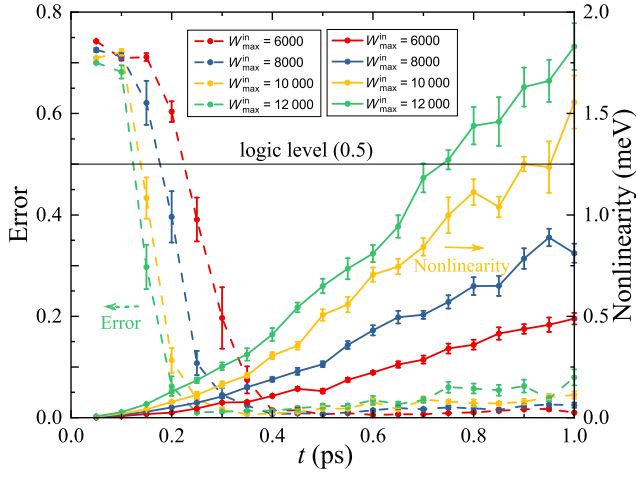 0.8
0.6
0.4
0.2
0.0
Error
2.0
1.5
1.0
0.5
0.0
Nonlinearity (meV)
W^in_max = 6000
W^in_max = 8000
W^in_max = 10 000
W^in_max = 12 000
W^in_max = 6000
W^in_max = 8000
W^in_max = 10 000
W^in_max = 12 000
logic level (0.5)
Nonlinearity
Error
0.0 0.2 0.4 0.6 0.8 1.0
t (ps)